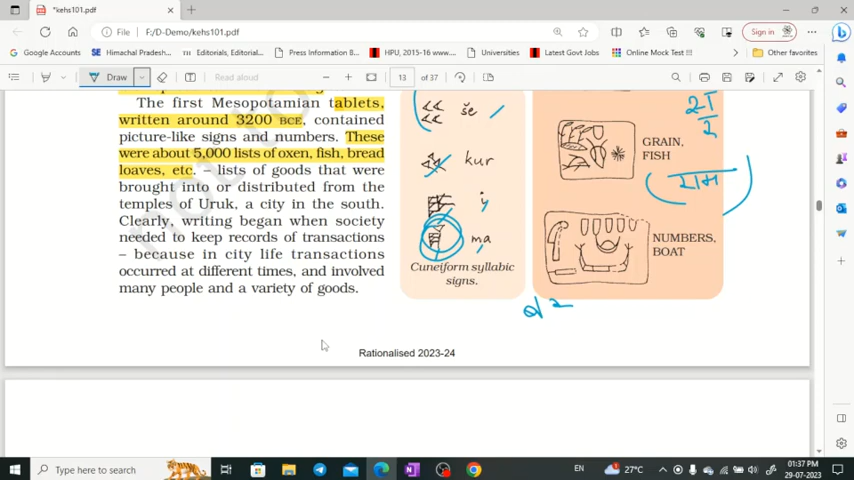 *kehs101.pdf
File
F:/D-Demo/kehs101.pdf
Sign in
Google Accounts
Himachal Pradesh...
Editorials, Editorial...
Press Information B...
HPU, 2015-16 www....
Universities
Latest Govt Jobs
Online Mock Test !!!
Other favorites
Draw
Read aloud
13 of 37
The first Mesopotamian tablets,
written around 3200 BCE, contained
picture-like signs and numbers. These
were about 5,000 lists of oxen, fish, bread
loaves, etc. – lists of goods that were
brought into or distributed from the
temples of Uruk, a city in the south.
Clearly, writing began when society
needed to keep records of transactions
– because in city life transactions
occurred at different times, and involved
many people and a variety of goods.
še
kur
i
ma
Cuneiform syllabic
signs.
GRAIN,
FISH
NUMBERS,
BOAT
Rationalised 2023-24
Type here to search
EN
27°C
01:37 PM
29-07-2023